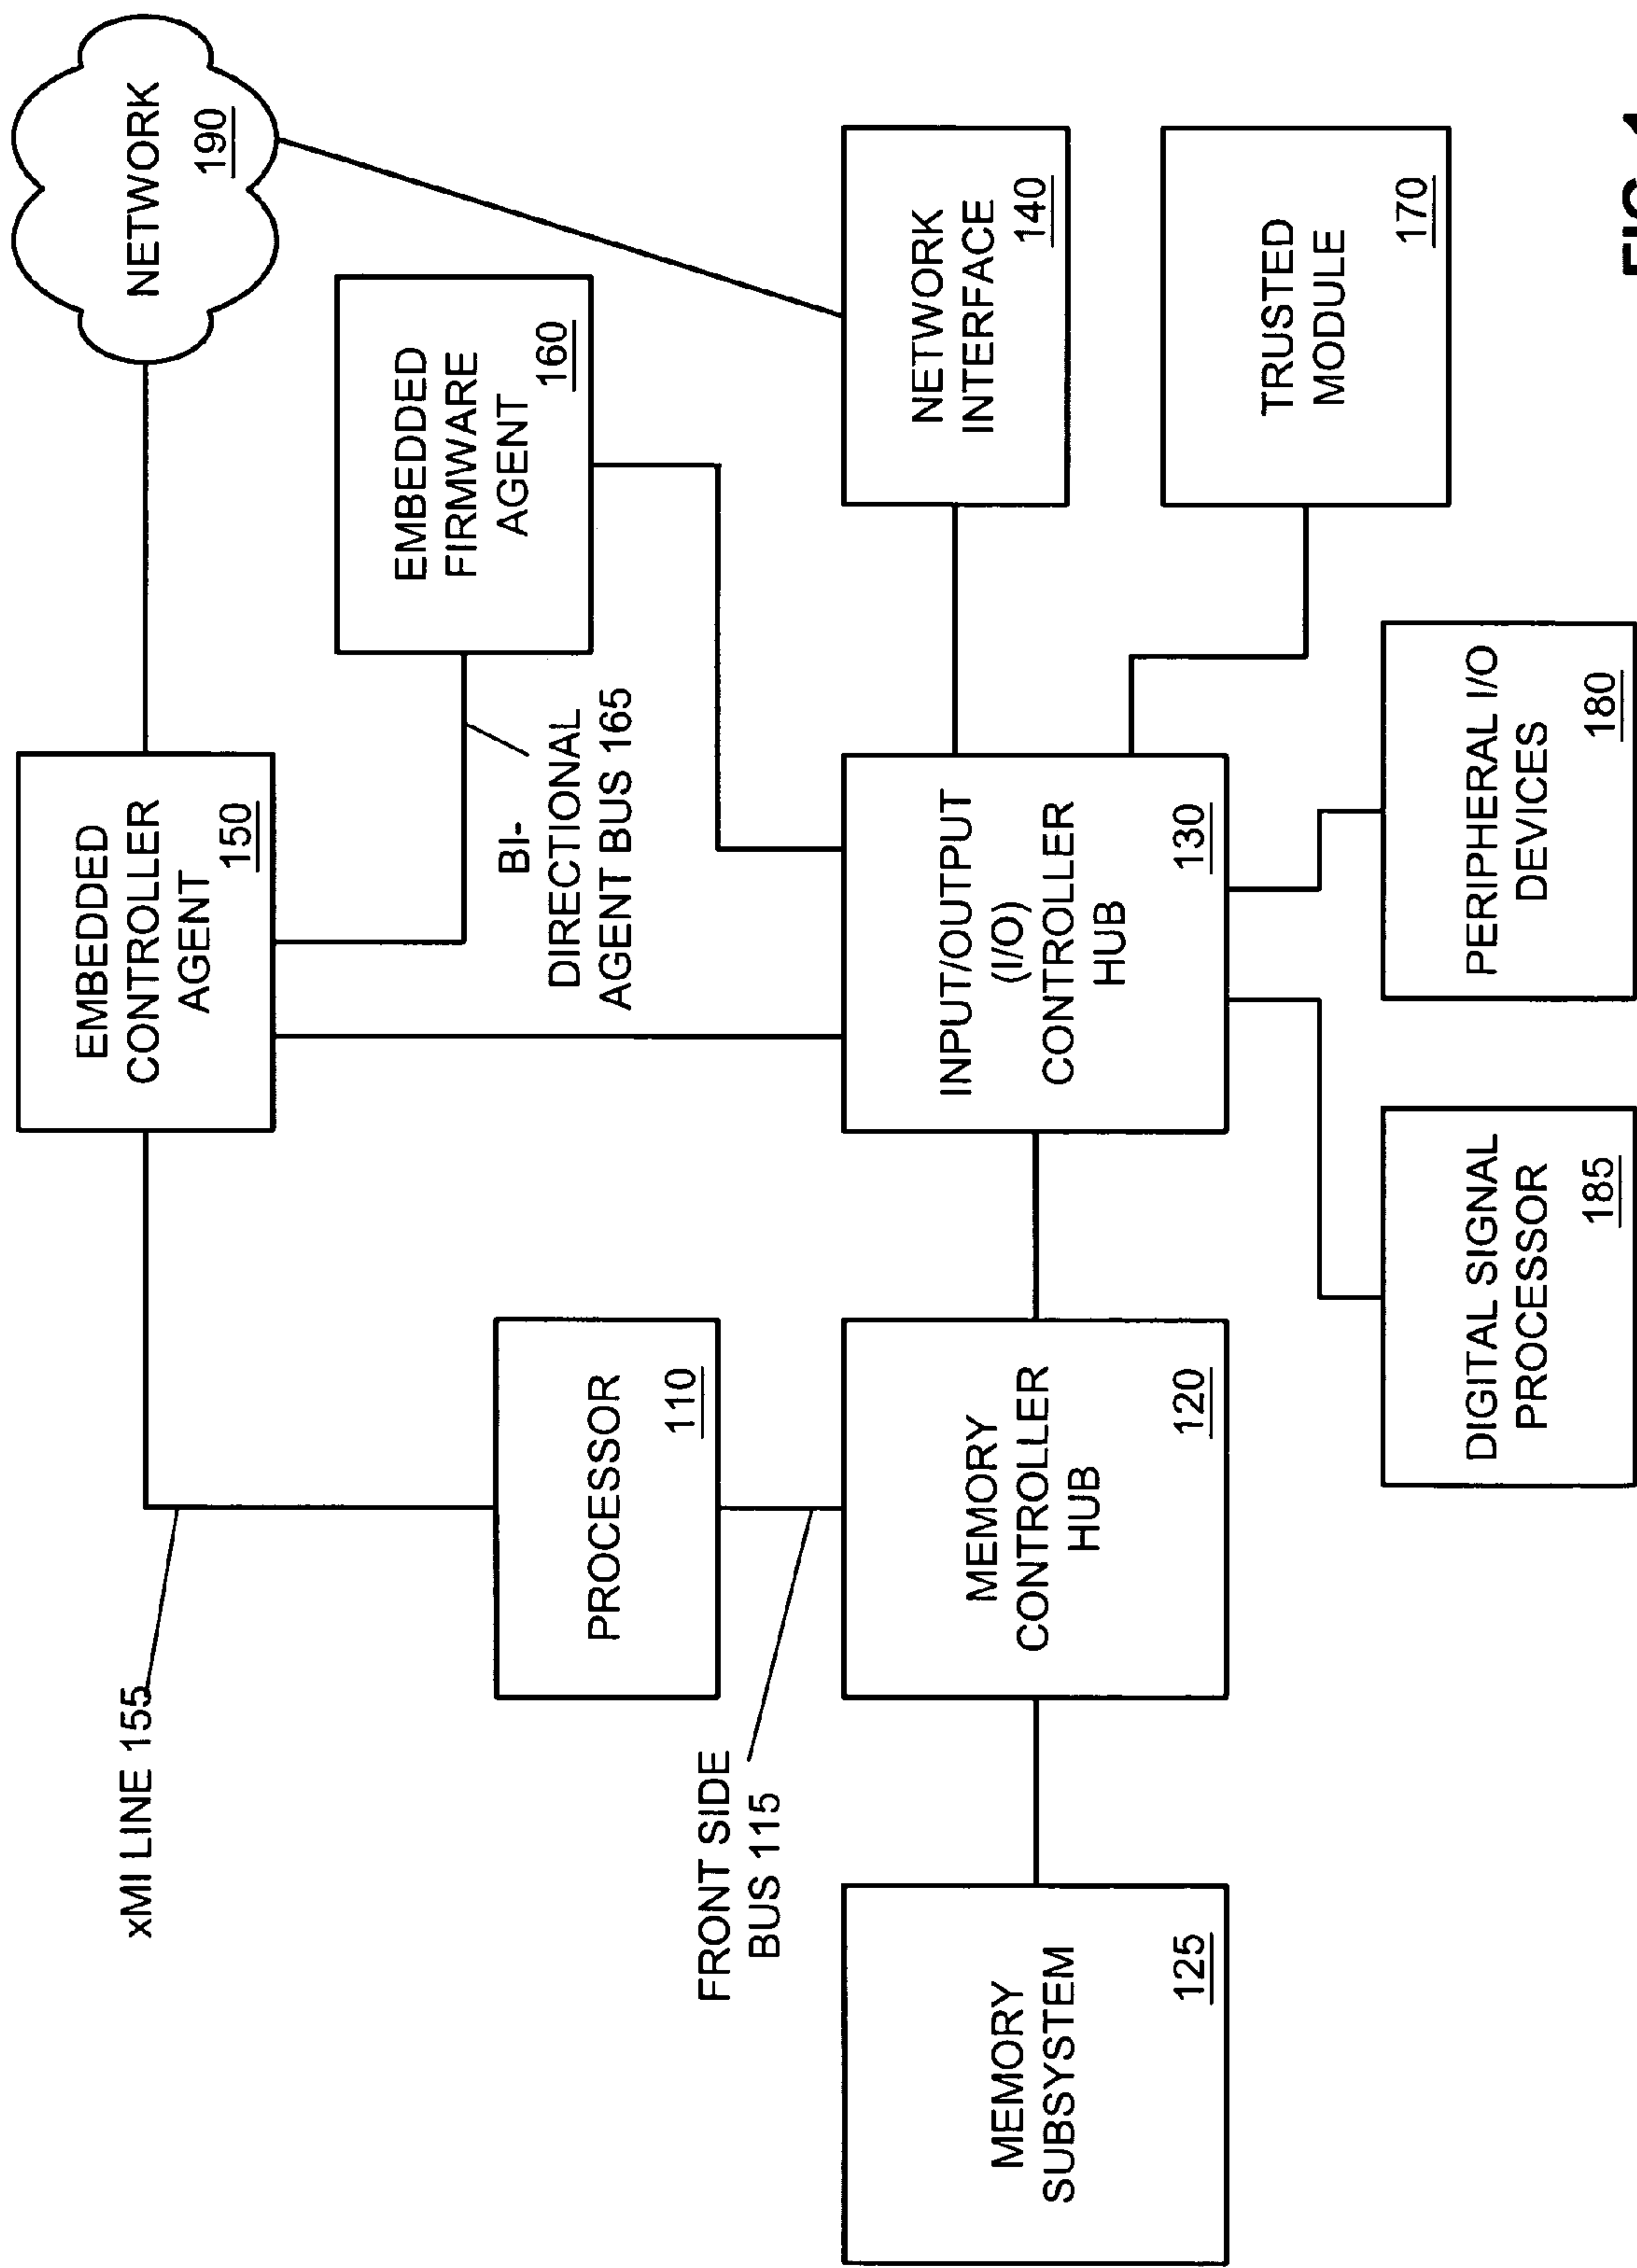 NETWORK
190
EMBEDDED
CONTROLLER
AGENT
150
xMI LINE 155
EMBEDDED
FIRMWARE
AGENT
160
BI-
DIRECTIONAL
AGENT BUS 165
PROCESSOR
110
FRONT SIDE
BUS 115
MEMORY
SUBSYSTEM
125
MEMORY
CONTROLLER
HUB
120
INPUT/OUTPUT
(I/O)
CONTROLLER
HUB
130
NETWORK
INTERFACE
140
TRUSTED
MODULE
170
DIGITAL SIGNAL
PROCESSOR
185
PERIPHERAL I/O
DEVICES
180